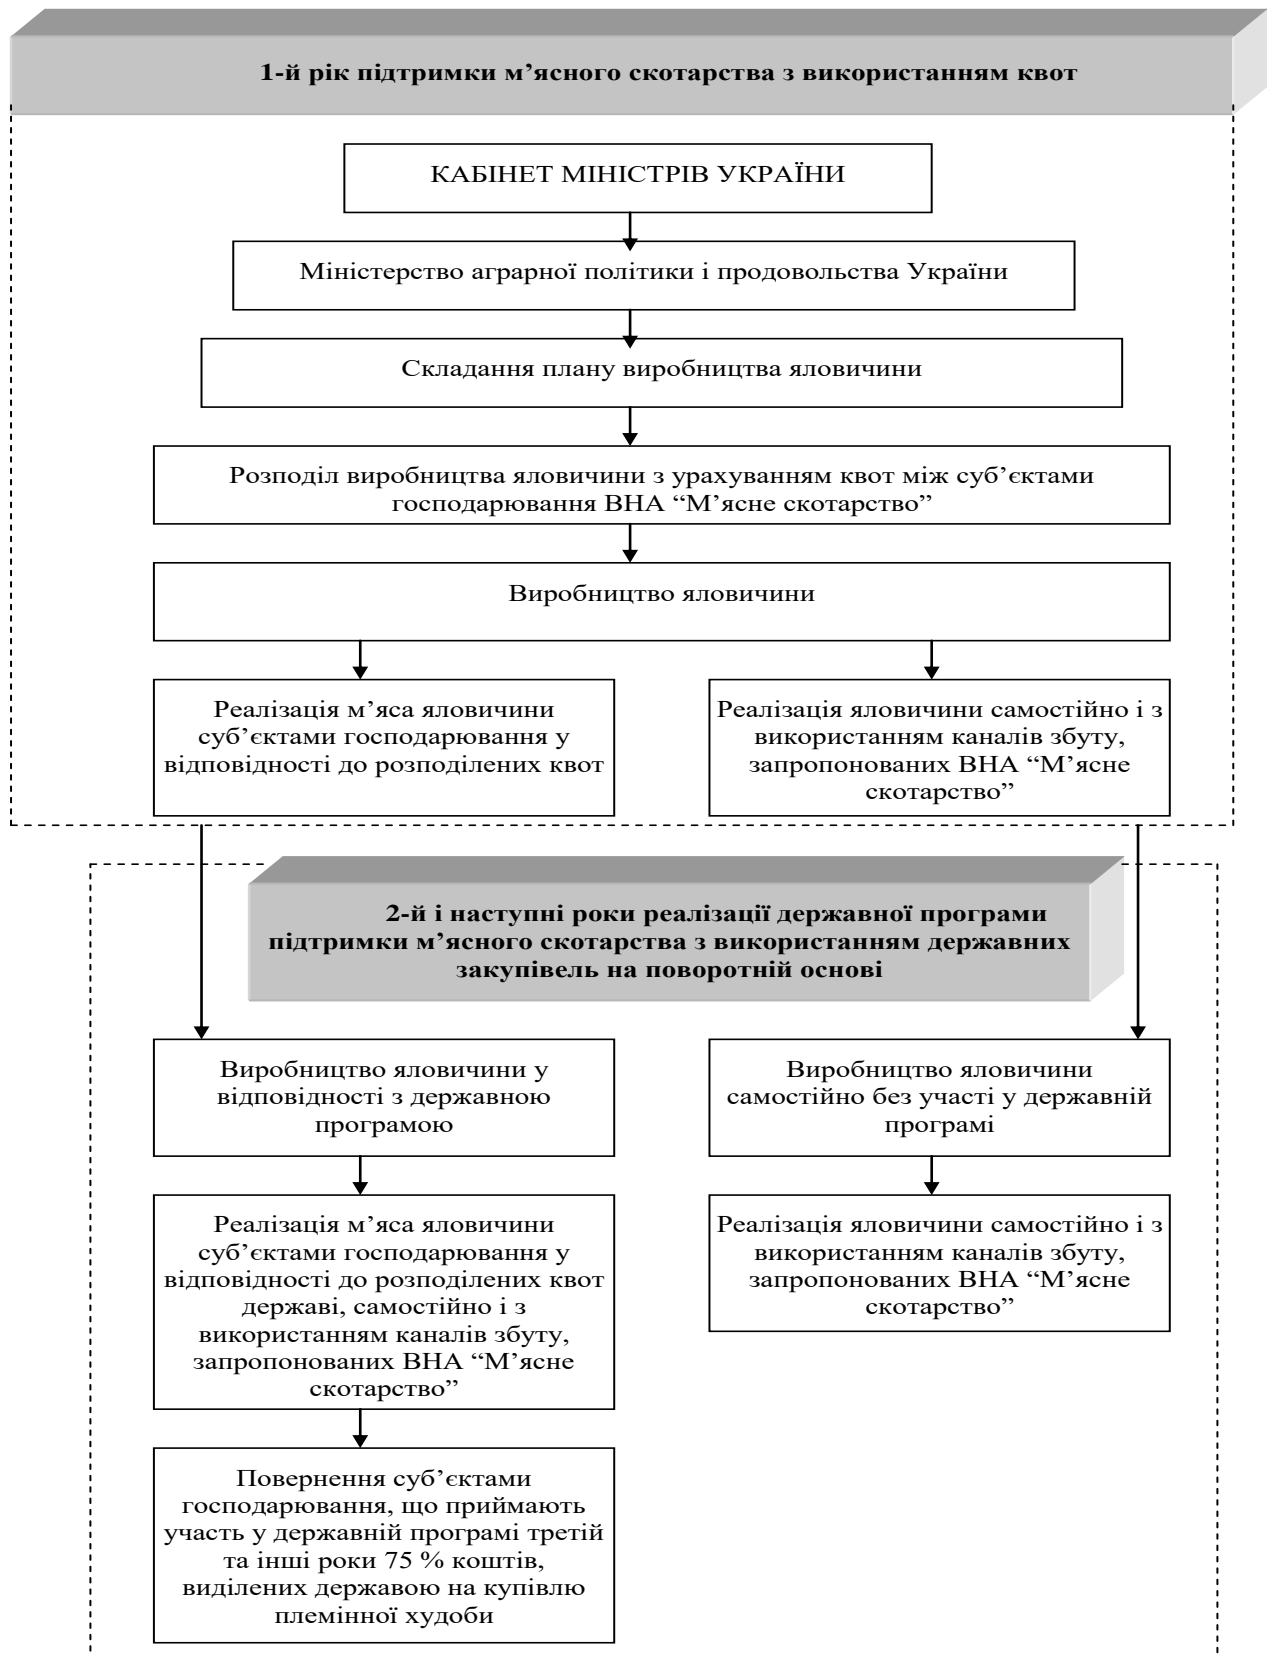 1-й рік підтримки м’ясного скотарства з використанням квот
КАБІНЕТ МІНІСТРІВ УКРАЇНИ
Міністерство аграрної політики і продовольства України
Складання плану виробництва яловичини
Розподіл виробництва яловичини з урахуванням квот між суб’єктами
господарювання ВНА “М’ясне скотарство”
Виробництво яловичини
Реалізація м’яса яловичини
суб’єктами господарювання у
відповідності до розподілених квот
Реалізація яловичини самостійно і з
використанням каналів збуту,
запропонованих ВНА “М’ясне
скотарство”
2-й і наступні роки реалізації державної програми
підтримки м’ясного скотарства з використанням державних
закупівель на поворотній основі
Виробництво яловичини у
відповідності з державною
програмою
Виробництво яловичини
самостійно без участі у державній
програмі
Реалізація м’яса яловичини
суб’єктами господарювання у
відповідності до розподілених квот
державі, самостійно і з
використанням каналів збуту,
запропонованих ВНА “М’ясне
скотарство”
Реалізація яловичини самостійно і з
використанням каналів збуту,
запропонованих ВНА “М’ясне
скотарство”
Повернення суб’єктами
господарювання, що приймають
участь у державній програмі третій
та інші роки 75 % коштів,
виділених державою на купівлю
племінної худоби